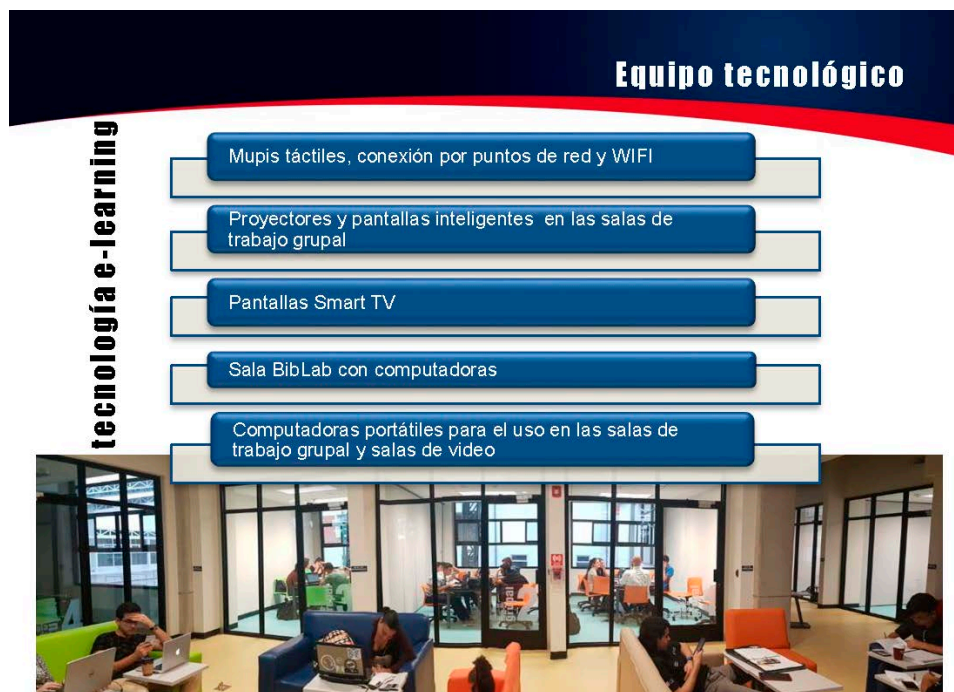 Equipo tecnológico
tecnología e-learning
Mupis táctiles, conexión por puntos de red y WIFI
Proyectores y pantallas inteligentes en las salas de
trabajo grupal
Pantallas Smart TV
Sala BibLab con computadoras
Computadoras portátiles para el uso en las salas de
trabajo grupal y salas de video